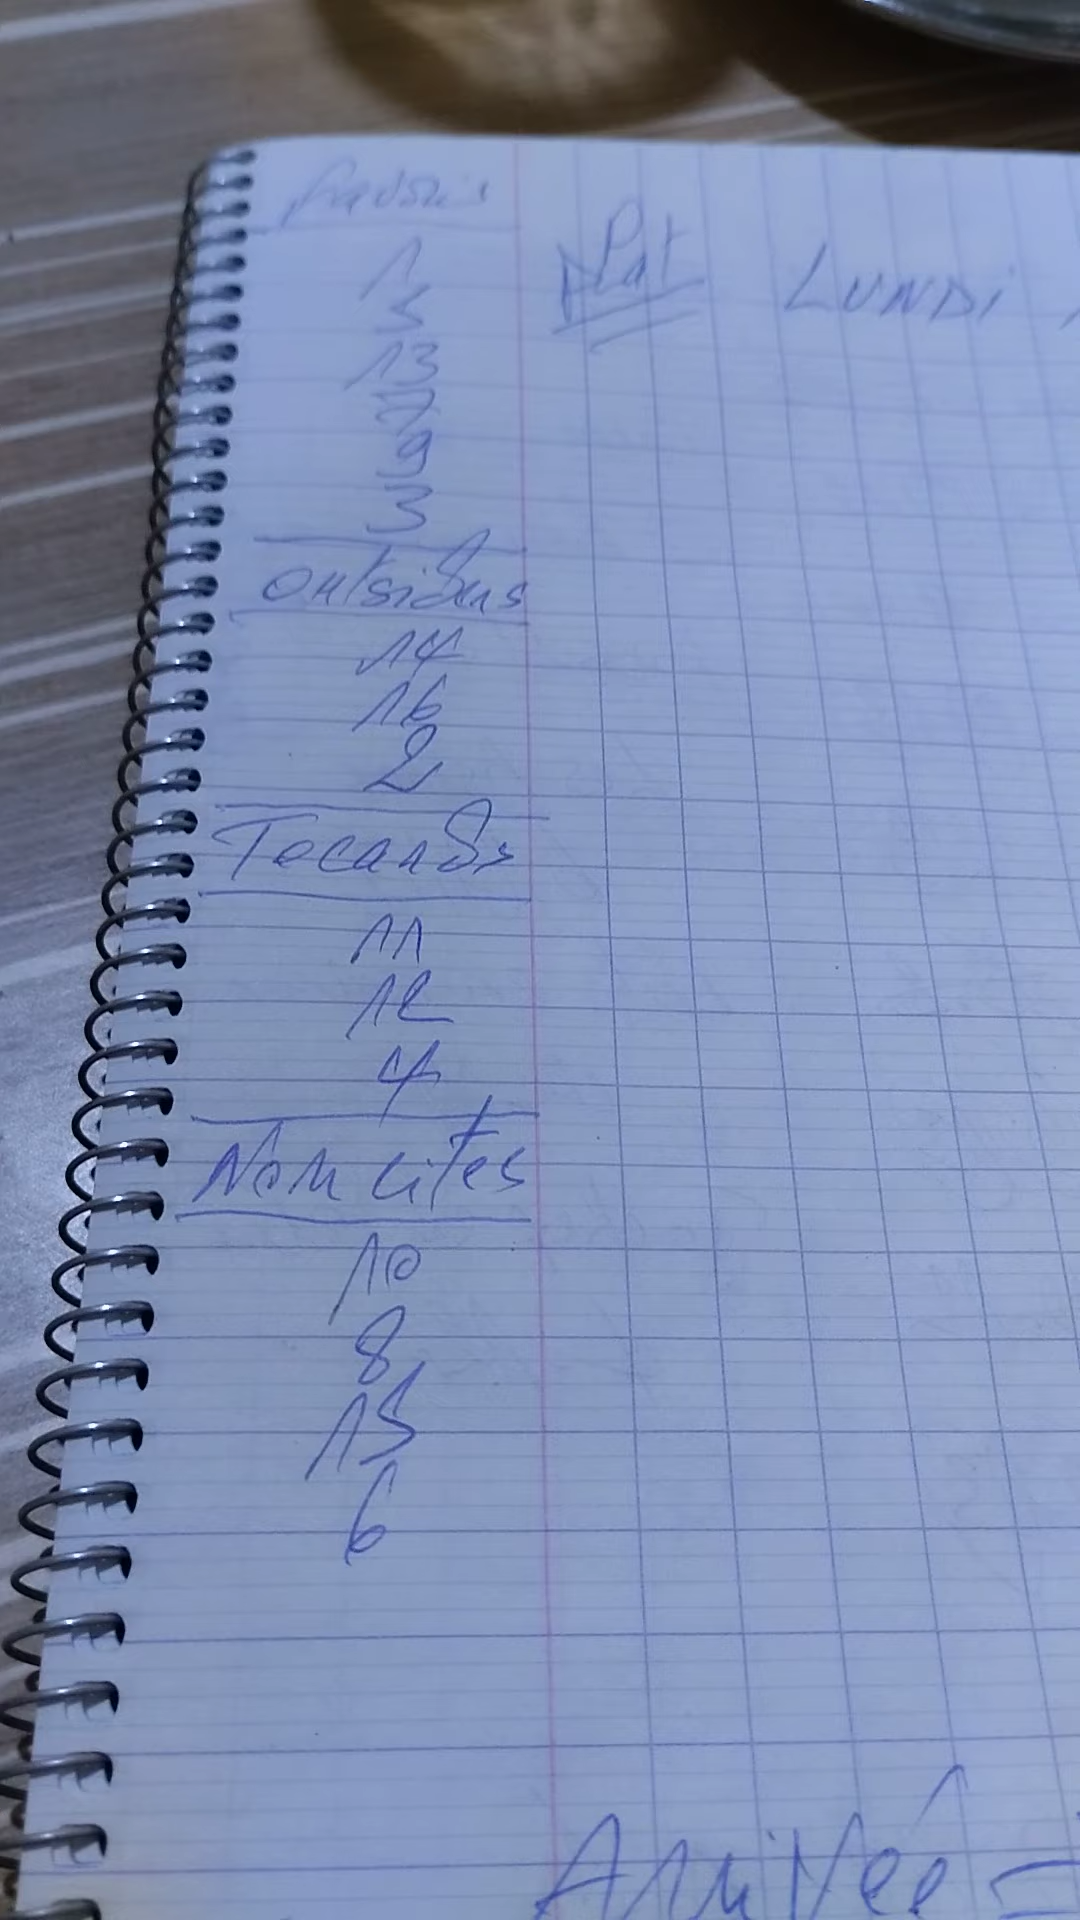 favoris
Plat LUNDI
1
5
13
7
9
3
outsiders
14
16
2
Tocards
11
12
4
Non cités
10
8
15
6
Arrivée =